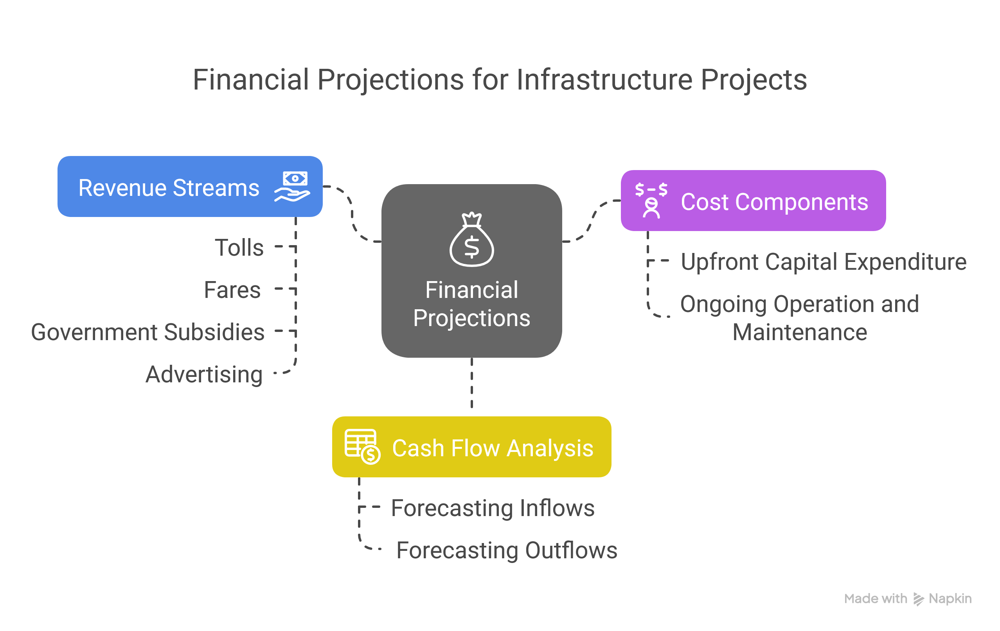 Financial Projections for Infrastructure Projects
Revenue Streams
Tolls
Fares
Government Subsidies
Advertising
Financial
Projections
Cost Components
Upfront Capital Expenditure
Ongoing Operation and
Maintenance
Cash Flow Analysis
Forecasting Inflows
Forecasting Outflows
Made with Napkin